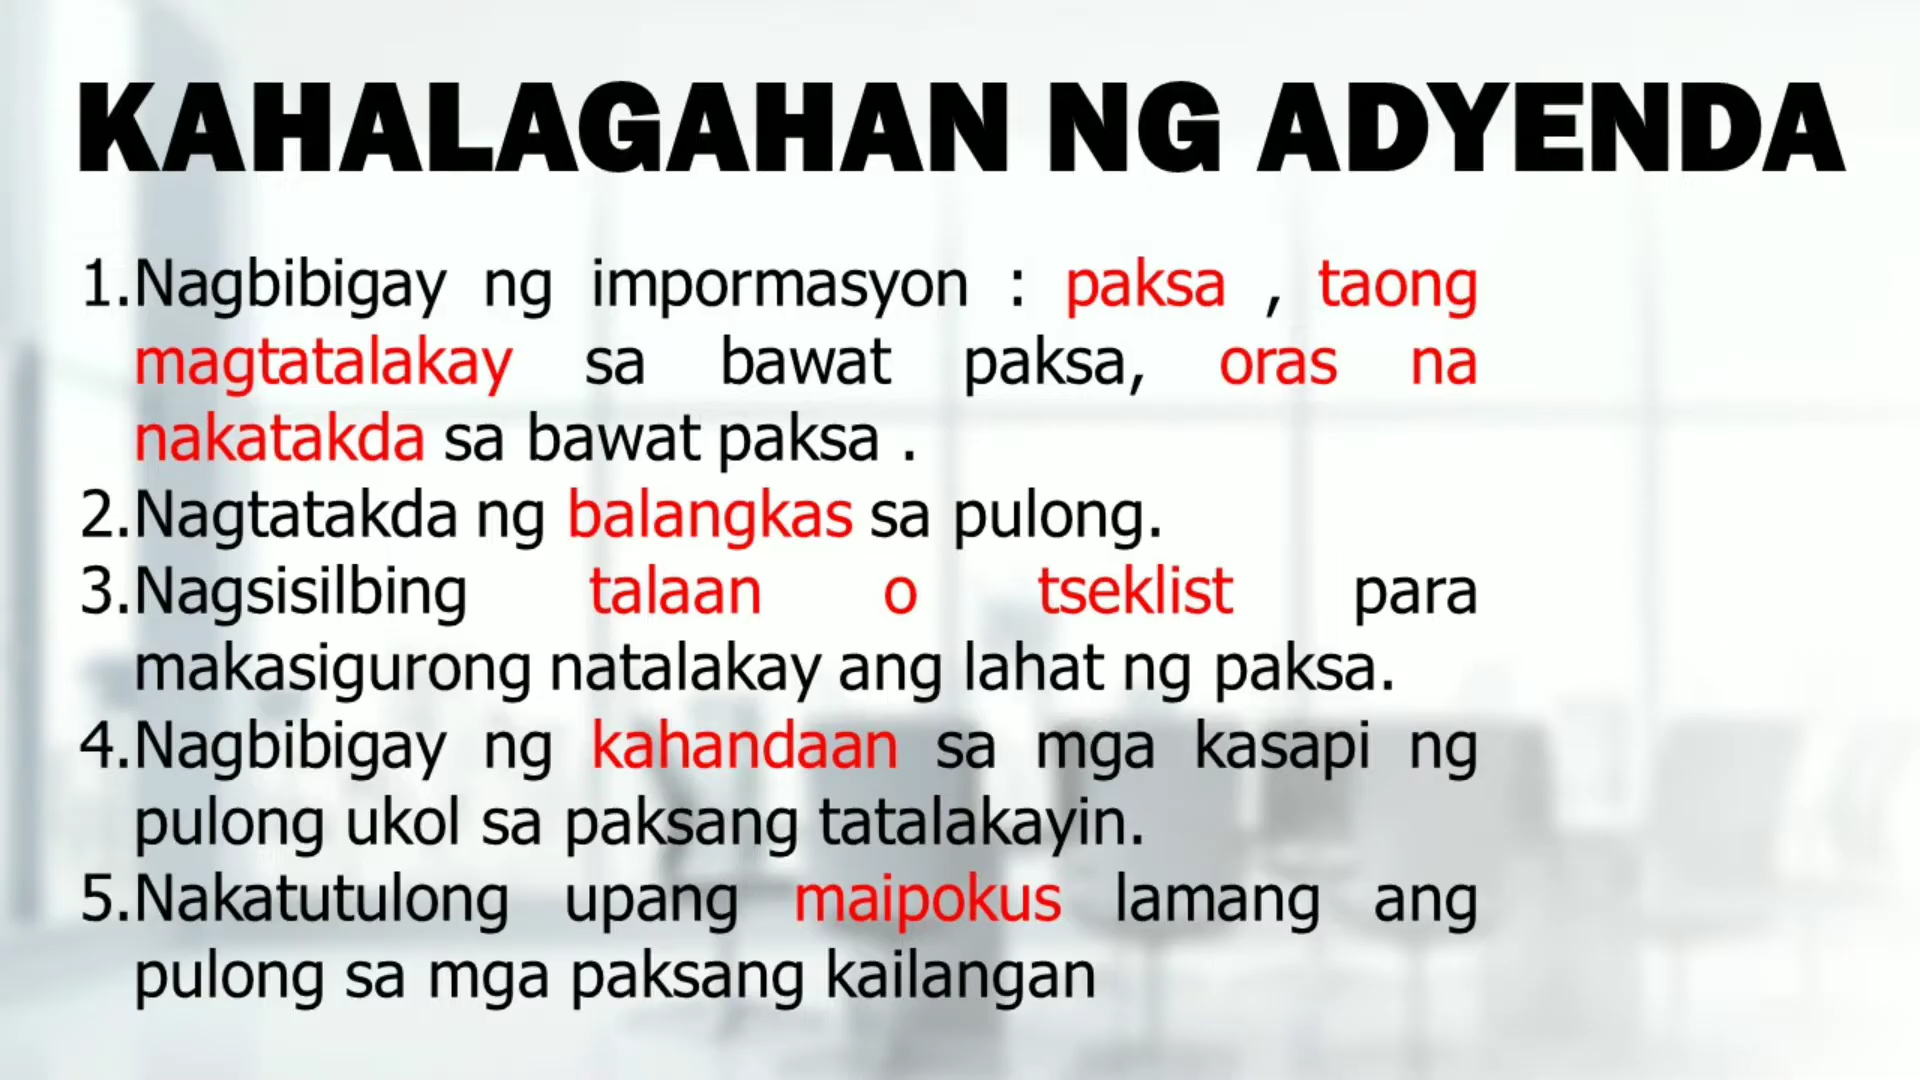 KAHALAGAHAN NG ADYENDA
1.Nagbibigay ng impormasyon : paksa , taong
magtatalakay sa bawat paksa, oras na
nakatakda sa bawat paksa .
2.Nagtatakda ng balangkas sa pulong.
3.Nagsisilbing talaan o tseklist para
makasigurong natalakay ang lahat ng paksa.
4.Nagbibigay ng kahandaan sa mga kasapi ng
pulong ukol sa paksang tatalakayin.
5.Nakatutulong upang maipokus lamang ang
pulong sa mga paksang kailangan